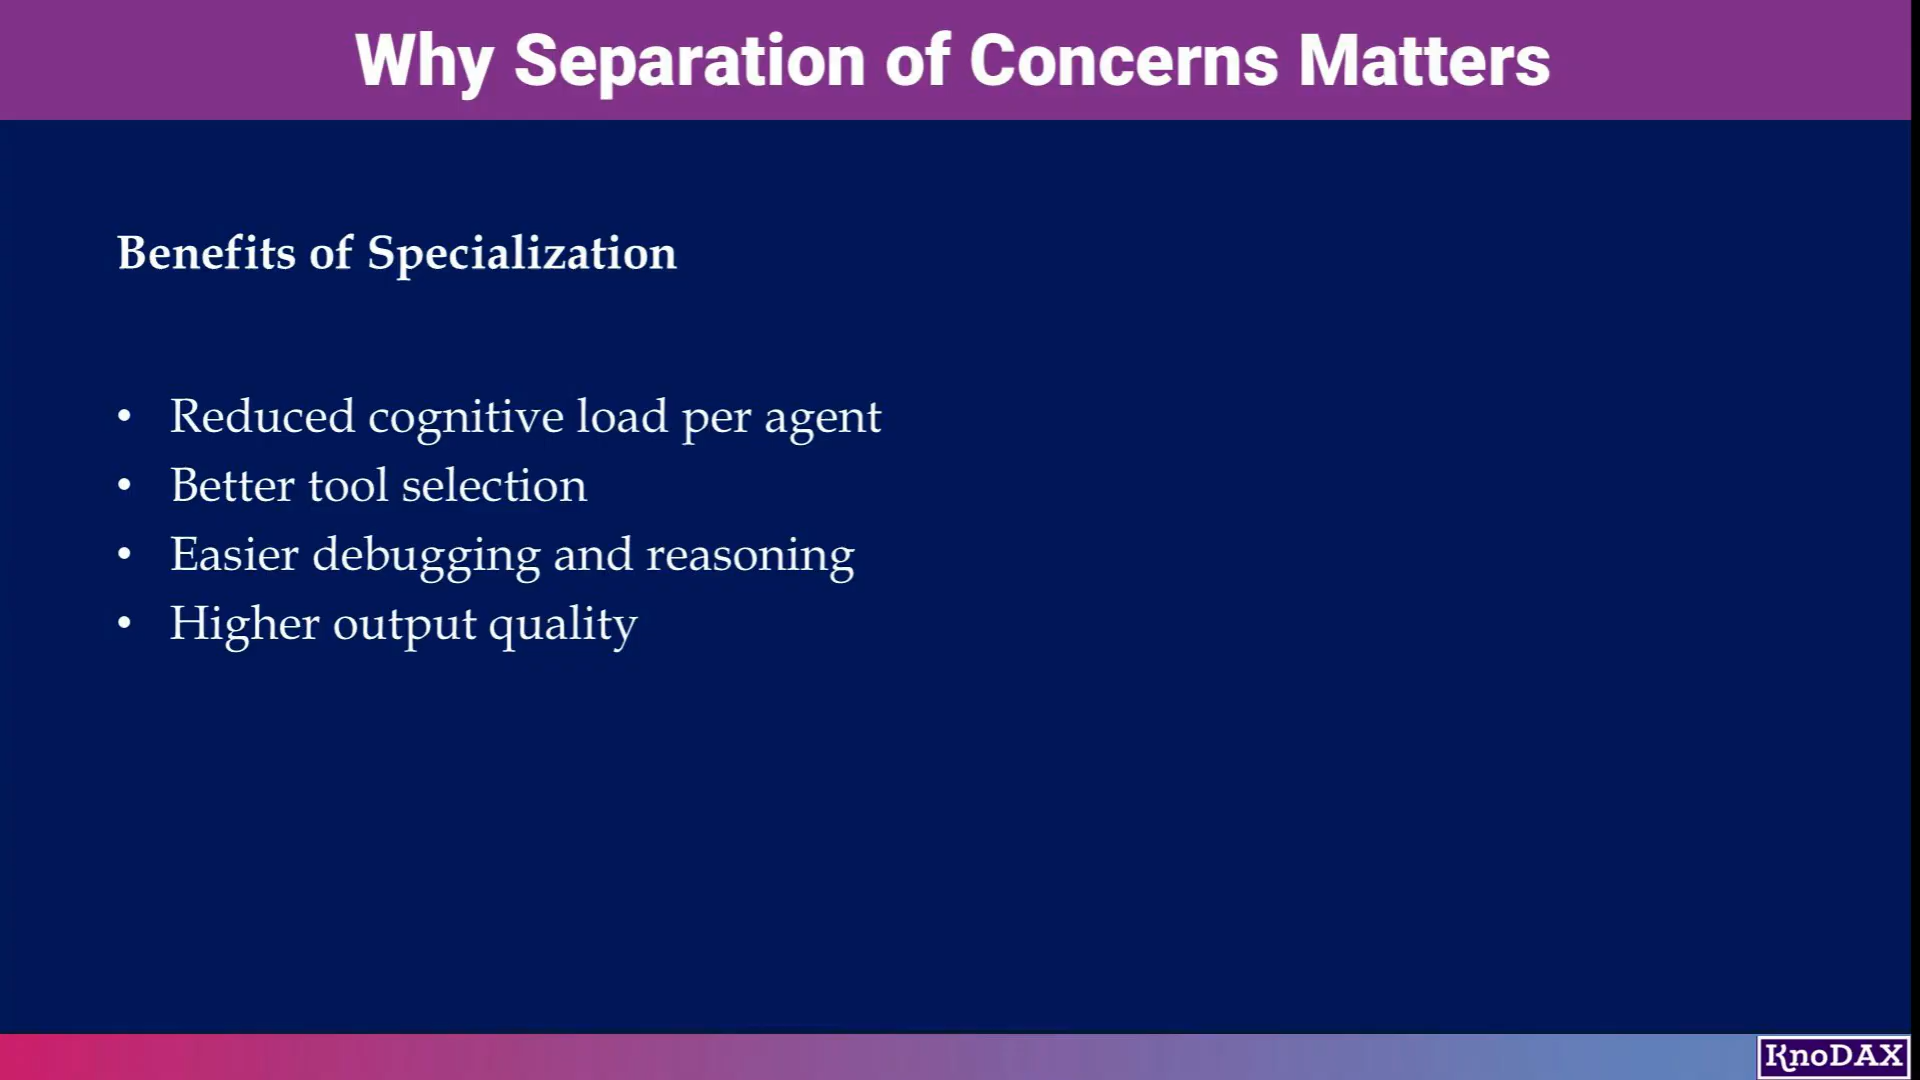 Why Separation of Concerns Matters
Benefits of Specialization
• Reduced cognitive load per agent
• Better tool selection
• Easier debugging and reasoning
• Higher output quality
KnoDAX